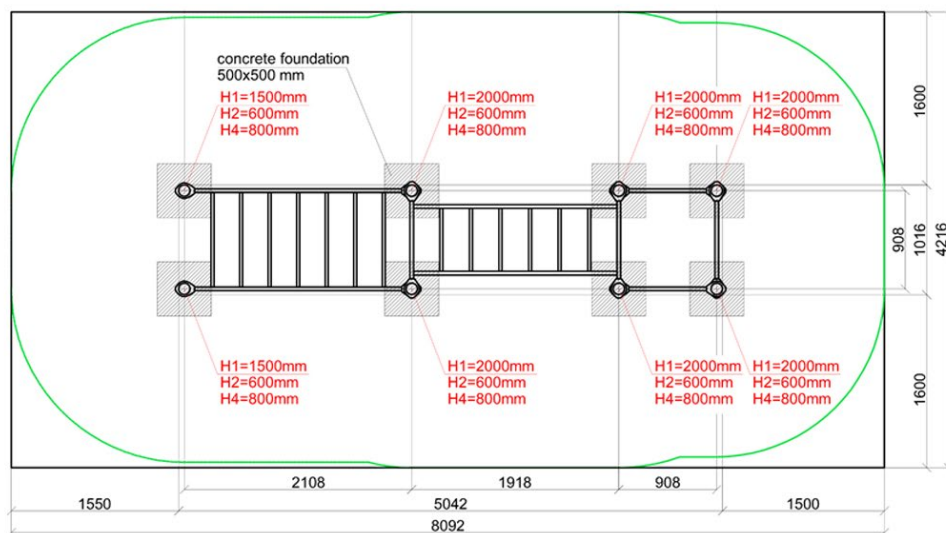 concrete foundation
500x500 mm
H1=1500mm
H2=600mm
H4=800mm
H1=2000mm
H2=600mm
H4=800mm
H1=2000mm
H2=600mm
H4=800mm
H1=2000mm
H2=600mm
H4=800mm
1600
908
1016
4216
1600
H1=1500mm
H2=600mm
H4=800mm
H1=2000mm
H2=600mm
H4=800mm
H1=2000mm
H2=600mm
H4=800mm
H1=2000mm
H2=600mm
H4=800mm
2108
1918
908
1550
5042
1500
8092